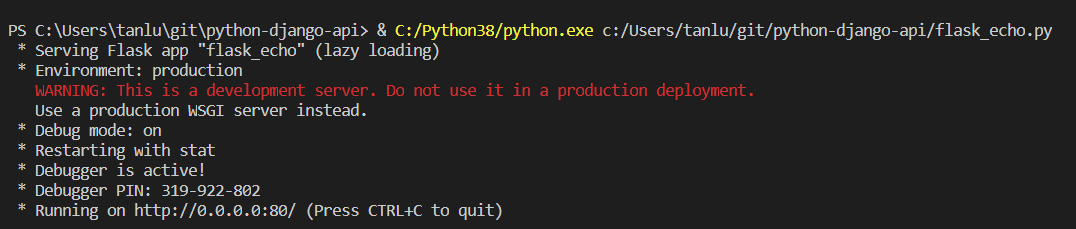 PS C:\Users\tanlu\git\python-django-api> & C:/Python38/python.exe c:/Users/tanlu/git/python-django-api/flask_echo.py
* Serving Flask app "flask_echo" (lazy loading)
* Environment: production
WARNING: This is a development server. Do not use it in a production deployment.
Use a production WSGI server instead.
* Debug mode: on
* Restarting with stat
* Debugger is active!
* Debugger PIN: 319-922-802
* Running on http://0.0.0.0:80/ (Press CTRL+C to quit)